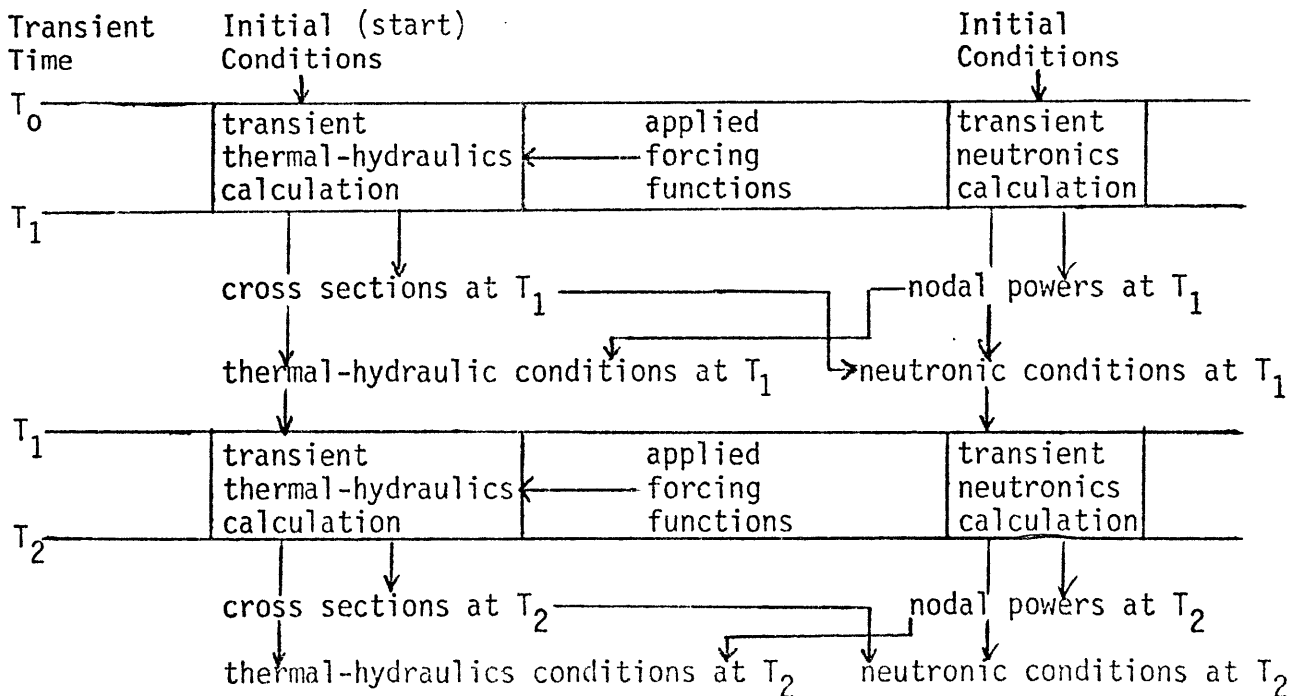 Transient Initial (start) Initial
Time Conditions Conditions
To
transient applied transient
thermal-hydraulics forcing neutronics
calculation functions calculation
T1
cross sections at T1 nodal powers at T1
thermal-hydraulic conditions at T1 neutronic conditions at T1
T1
transient applied transient
thermal-hydraulics forcing neutronics
calculation functions calculation
T2
cross sections at T2 nodal powers at T2
thermal-hydraulics conditions at T2 neutronic conditions at T2